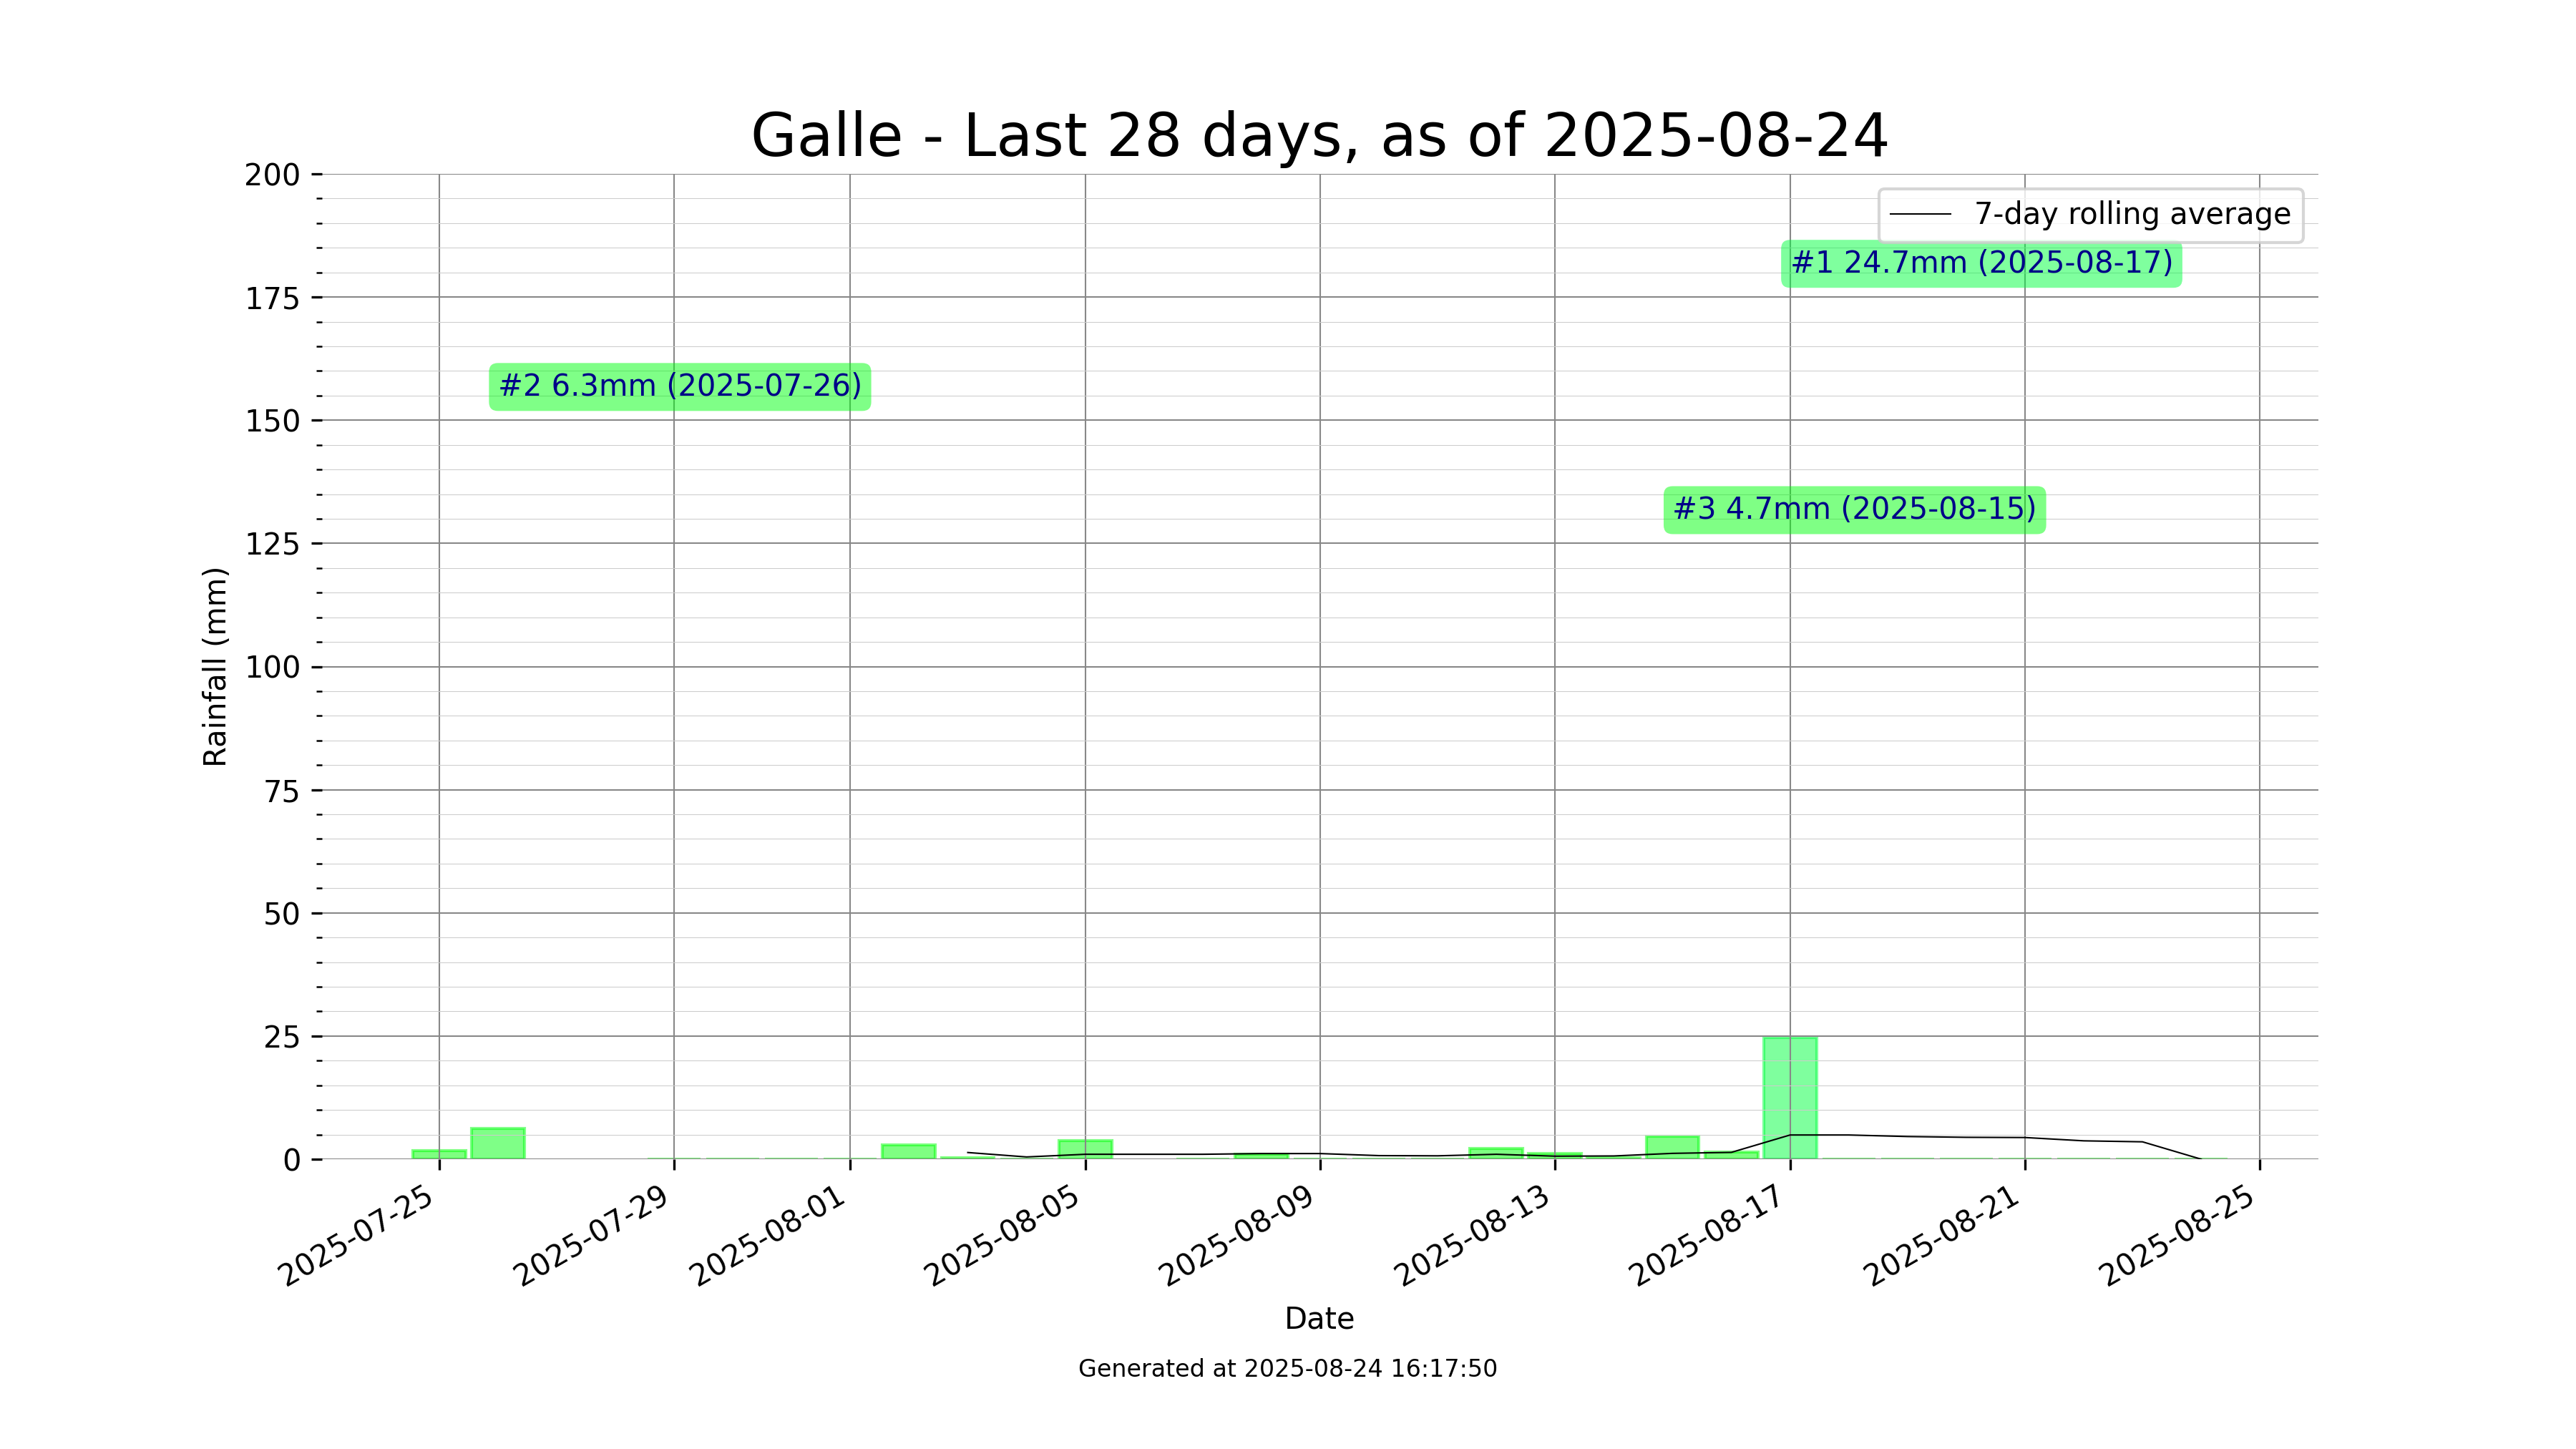 Galle - Last 28 days, as of 2025-08-24
200
175
150
125
100
75
50
25
0
Rainfall (mm)
7-day rolling average
#1 24.7mm (2025-08-17)
#2 6.3mm (2025-07-26)
#3 4.7mm (2025-08-15)
2025-07-25
2025-07-29
2025-08-01
2025-08-05
2025-08-09
2025-08-13
2025-08-17
2025-08-21
2025-08-25
Date
Generated at 2025-08-24 16:17:50